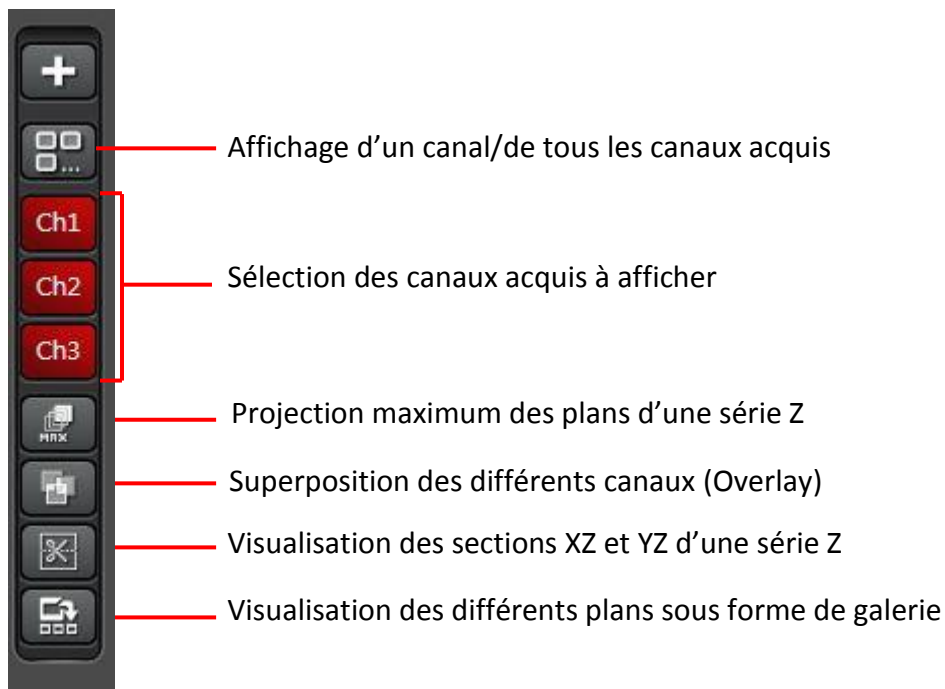 Affichage d’un canal/de tous les canaux acquis
Ch1
Ch2
Sélection des canaux acquis à afficher
Ch3
MAX
Projection maximum des plans d’une série Z
Superposition des différents canaux (Overlay)
Visualisation des sections XZ et YZ d’une série Z
Visualisation des différents plans sous forme de galerie